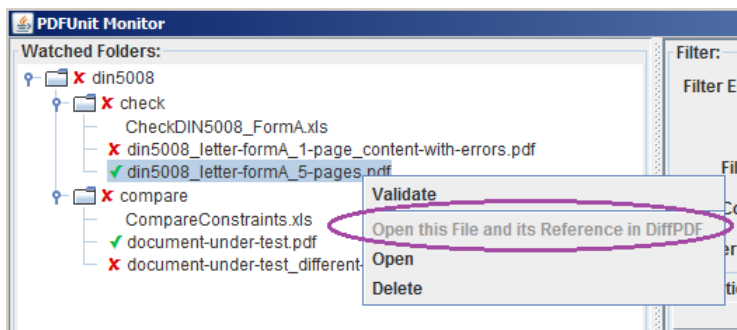 PDFUnit Monitor
Watched Folders:
din5008
check
CheckDIN5008_FormA.xls
din5008_letter-formA_1-page_content-with-errors.pdf
din5008_letter-formA_5-pages.pdf
compare
CompareConstraints.xls
document-under-test.pdf
document-under-test_different-
Validate
Open this File and its Reference in DiffPDF
Open
Delete
Filter:
Filter E
Fil